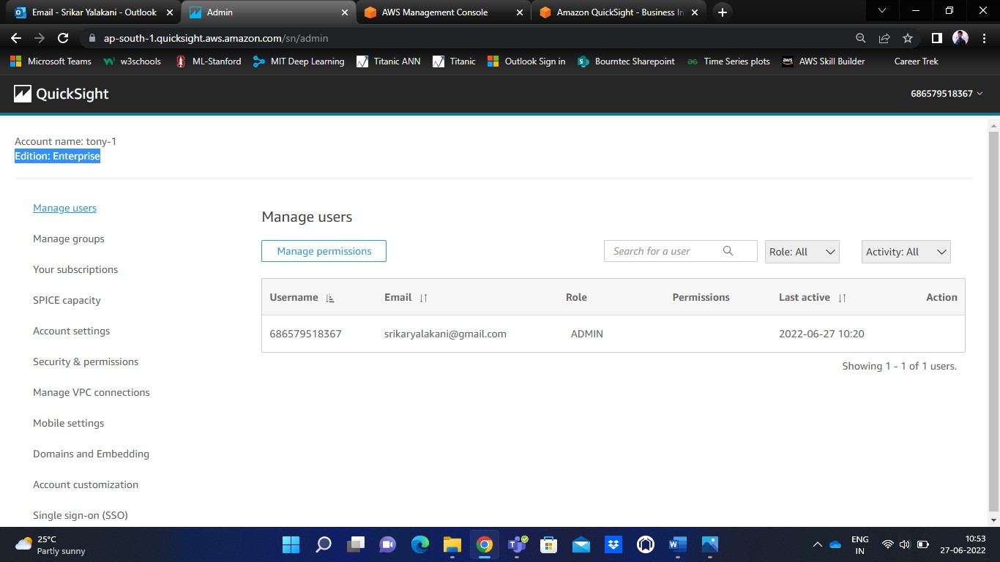 Email - Srikar Yalakani - Outlook
Admin
AWS Management Console
Amazon QuickSight - Business In
ap-south-1.quicksight.aws.amazon.com/sn/admin
Microsoft Teams
w3schools
ML-Stanford
MIT Deep Learning
Titanic ANN
Titanic
Outlook Sign in
Bourntec Sharepoint
Time Series plots
aws
AWS Skill Builder
Career Trek
QuickSight
686579518367
Account name: tony-1
Edition: Enterprise
Manage users
Manage groups
Your subscriptions
SPICE capacity
Account settings
Security & permissions
Manage VPC connections
Mobile settings
Domains and Embedding
Account customization
Single sign-on (SSO)
Manage users
Manage permissions
Search for a user
Role: All
Activity: All
Username Email Role Permissions Last active Action
686579518367 srikaryalakani@gmail.com ADMIN 2022-06-27 10:20
Showing 1 - 1 of 1 users.
25°C
Partly sunny
ENG
IN
10:53
27-06-2022